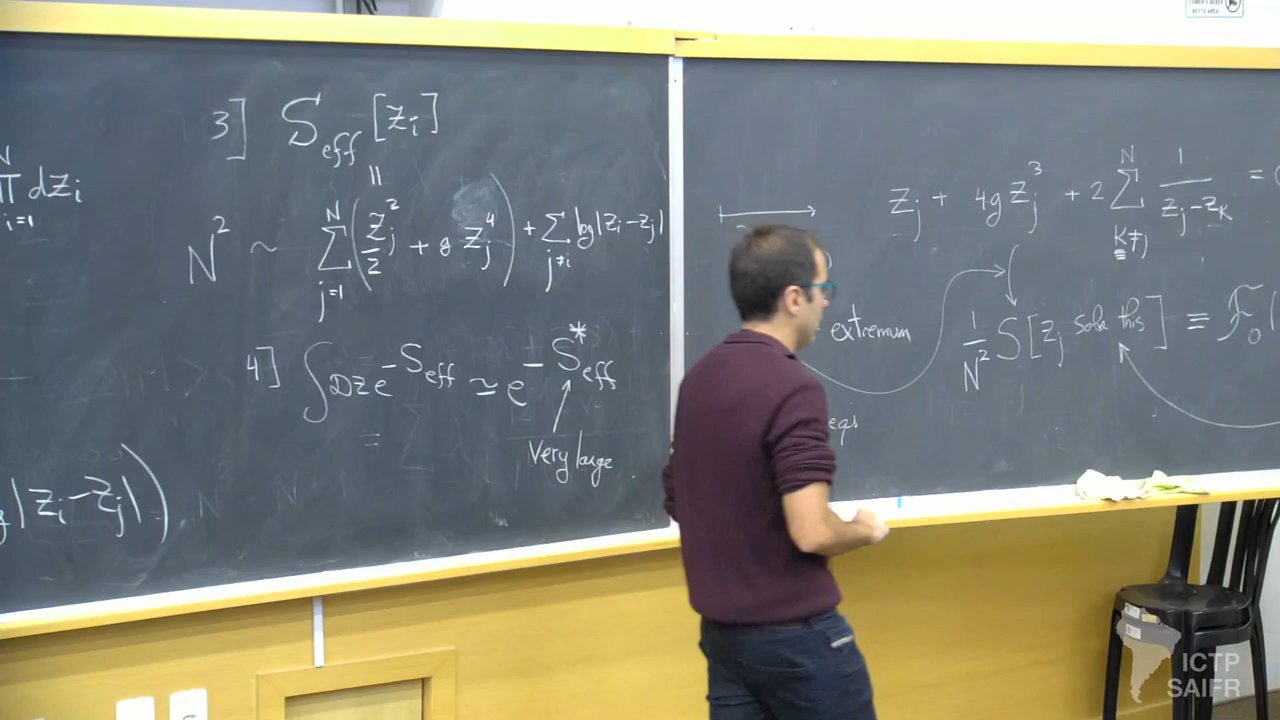 N
∏ dz_i
i=1
g|z_i - z_j|)
3] S_eff [z_i]
||
N² ~ ∑_{j=1}^{N} (z_j²/2 + g z_j⁴) + ∑_{j≠i} log|z_i - z_j|
4] ∫Dz e^{-S_eff} ≃ e^{-S*_eff}
=
Very large
z_j + 4g z_j³ + 2 ∑_{k≠j}^{N} 1/(z_j - z_k) =
extremum
1/N² S[z_j solve this] ≡ F_0(
eqs
ICTP
SAIFR